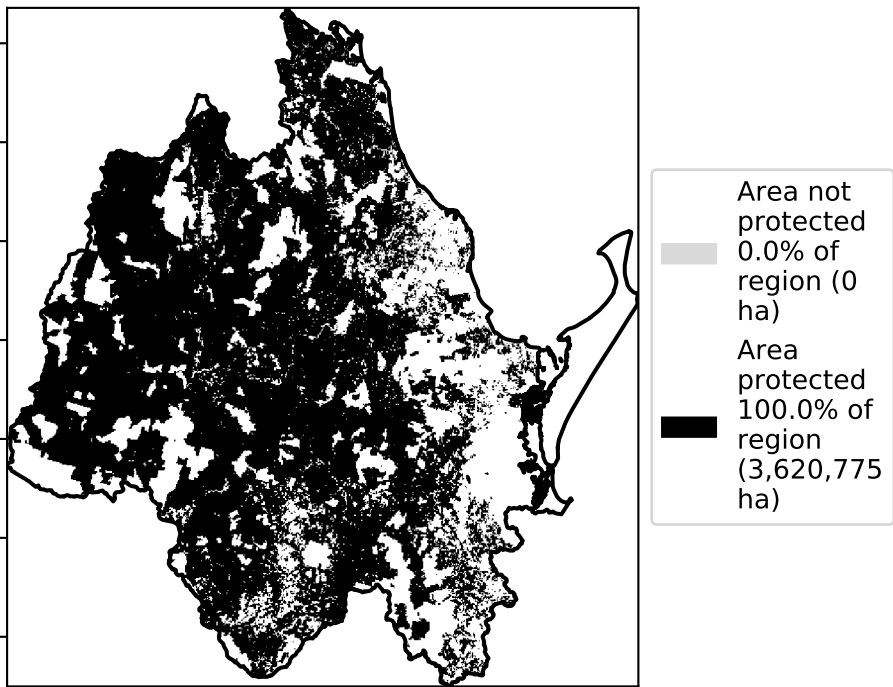 Area not
protected
0.0% of
region (0
ha)
Area
protected
100.0% of
region
(3,620,775
ha)